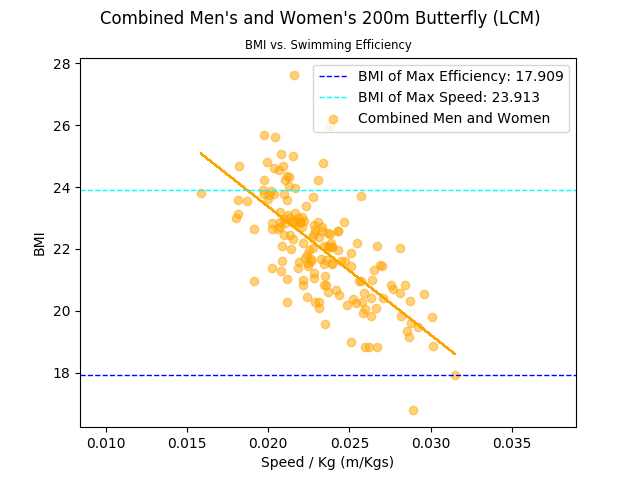 Combined Men's and Women's 200m Butterfly (LCM)
BMI vs. Swimming Efficiency
BMI of Max Efficiency: 17.909
BMI of Max Speed: 23.913
Combined Men and Women
28
26
24
22
20
18
BMI
0.010 0.015 0.020 0.025 0.030 0.035
Speed / Kg (m/Kgs)